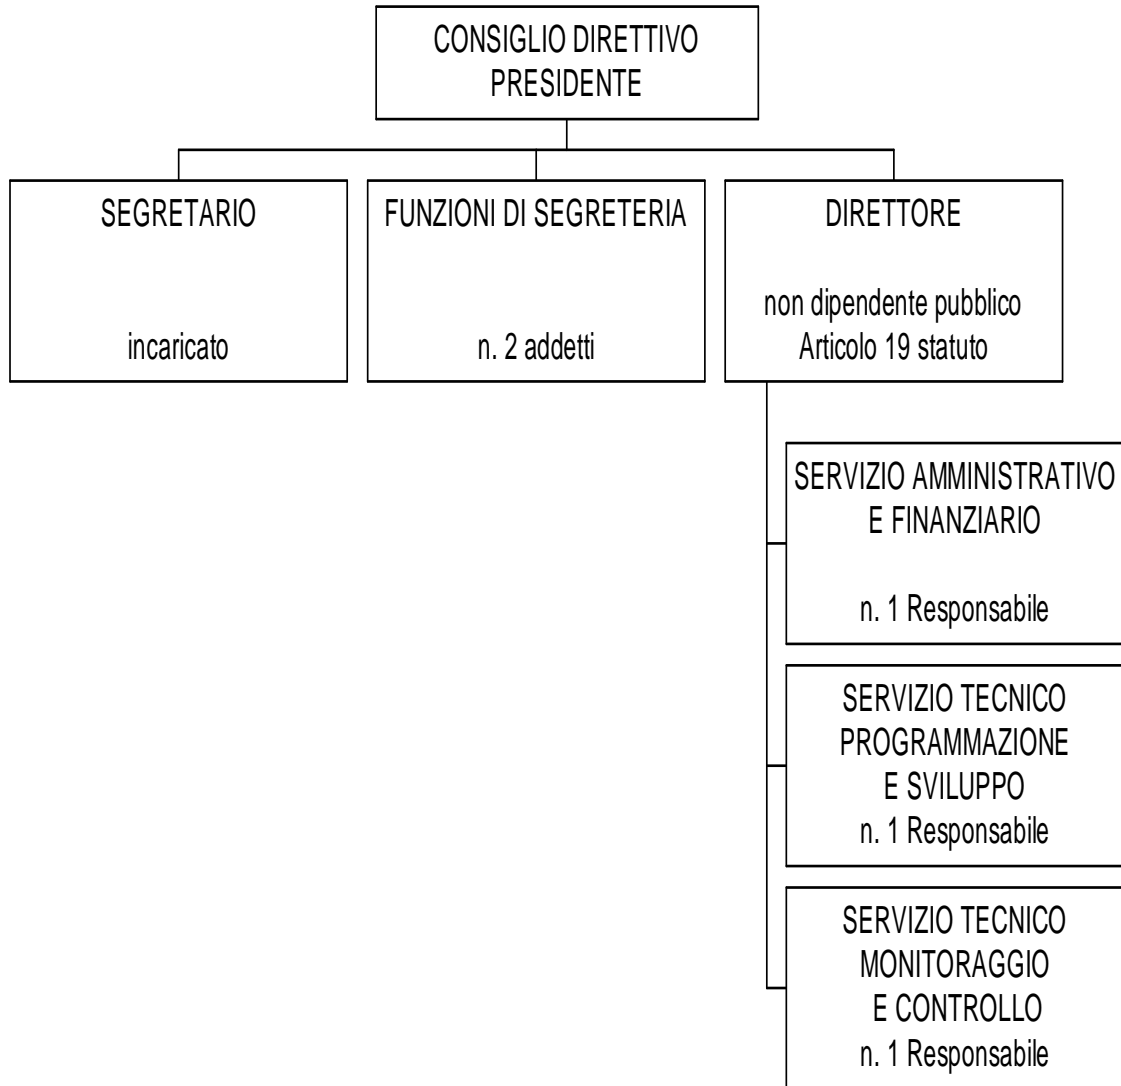 CONSIGLIO DIRETTIVO
PRESIDENTE
SEGRETARIO
incaricato
FUNZIONI DI SEGRETERIA
n. 2 addetti
DIRETTORE
non dipendente pubblico
Articolo 19 statuto
SERVIZIO AMMINISTRATIVO
E FINANZIARIO
n. 1 Responsabile
SERVIZIO TECNICO
PROGRAMMAZIONE
E SVILUPPO
n. 1 Responsabile
SERVIZIO TECNICO
MONITORAGGIO
E CONTROLLO
n. 1 Responsabile